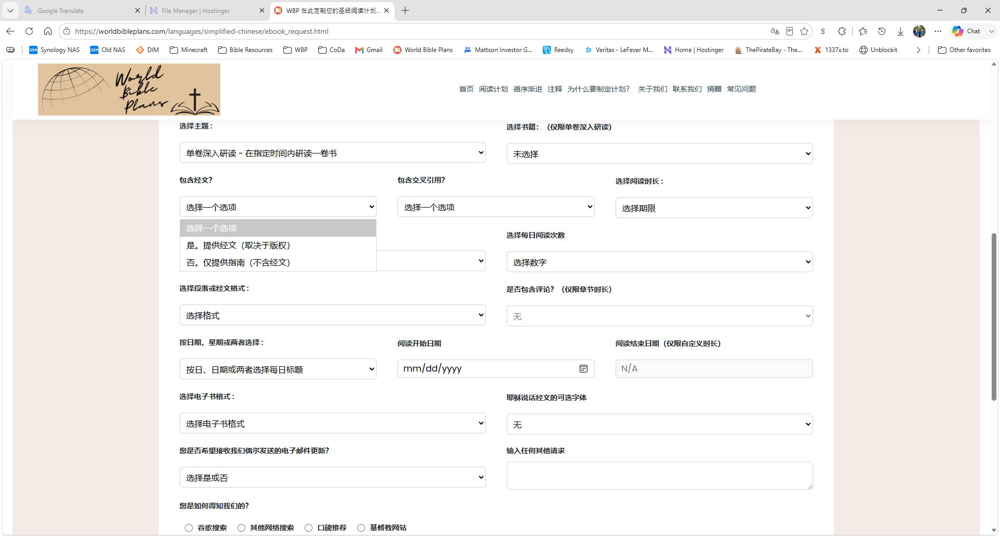 Google Translate
File Manager | Hostinger
WBP 在此定制您的圣经阅读计划...
https://worldbibleplans.com/languages/simplified-chinese/ebook_request.html
Chat
Synology NAS
Old NAS
DIM
Minecraft
Bible Resources
WBP
CoDa
Gmail
World Bible Plans
Mattson Investor G...
Reedsy
Veritas - LeFever M...
Home | Hostinger
ThePirateBay - The...
1337x.to
Unblockit
Other favorites
World
Bible
Plans
首页 阅读计划 循序渐进 注释 为什么要制定计划？ 关于我们 联系我们 捐赠 常见问题
选择主题：
选择书籍：（仅限单卷深入研读）
单卷深入研读 - 在指定时间内研读一卷书
未选择
包含经文？
包含交叉引用？
选择阅读时长：
选择一个选项
选择一个选项
选择期限
选择一个选项
是。提供经文（取决于版权）
否。仅提供指南（不含经文）
选择每日阅读次数
选择数字
选择段落或经文格式：
是否包含评论？（仅限章节时长）
选择格式
无
按日期、星期或两者选择：
阅读开始日期
阅读结束日期（仅限自定义时长）
按日、日期或两者选择每日标题
mm/dd/yyyy
N/A
选择电子书格式：
耶稣说话经文的可选字体
选择电子书格式
无
您是否希望接收我们偶尔发送的电子邮件更新？
输入任何其他请求
选择是或否
您是如何得知我们的？
谷歌搜索
其他网络搜索
口碑推荐
基督教网站